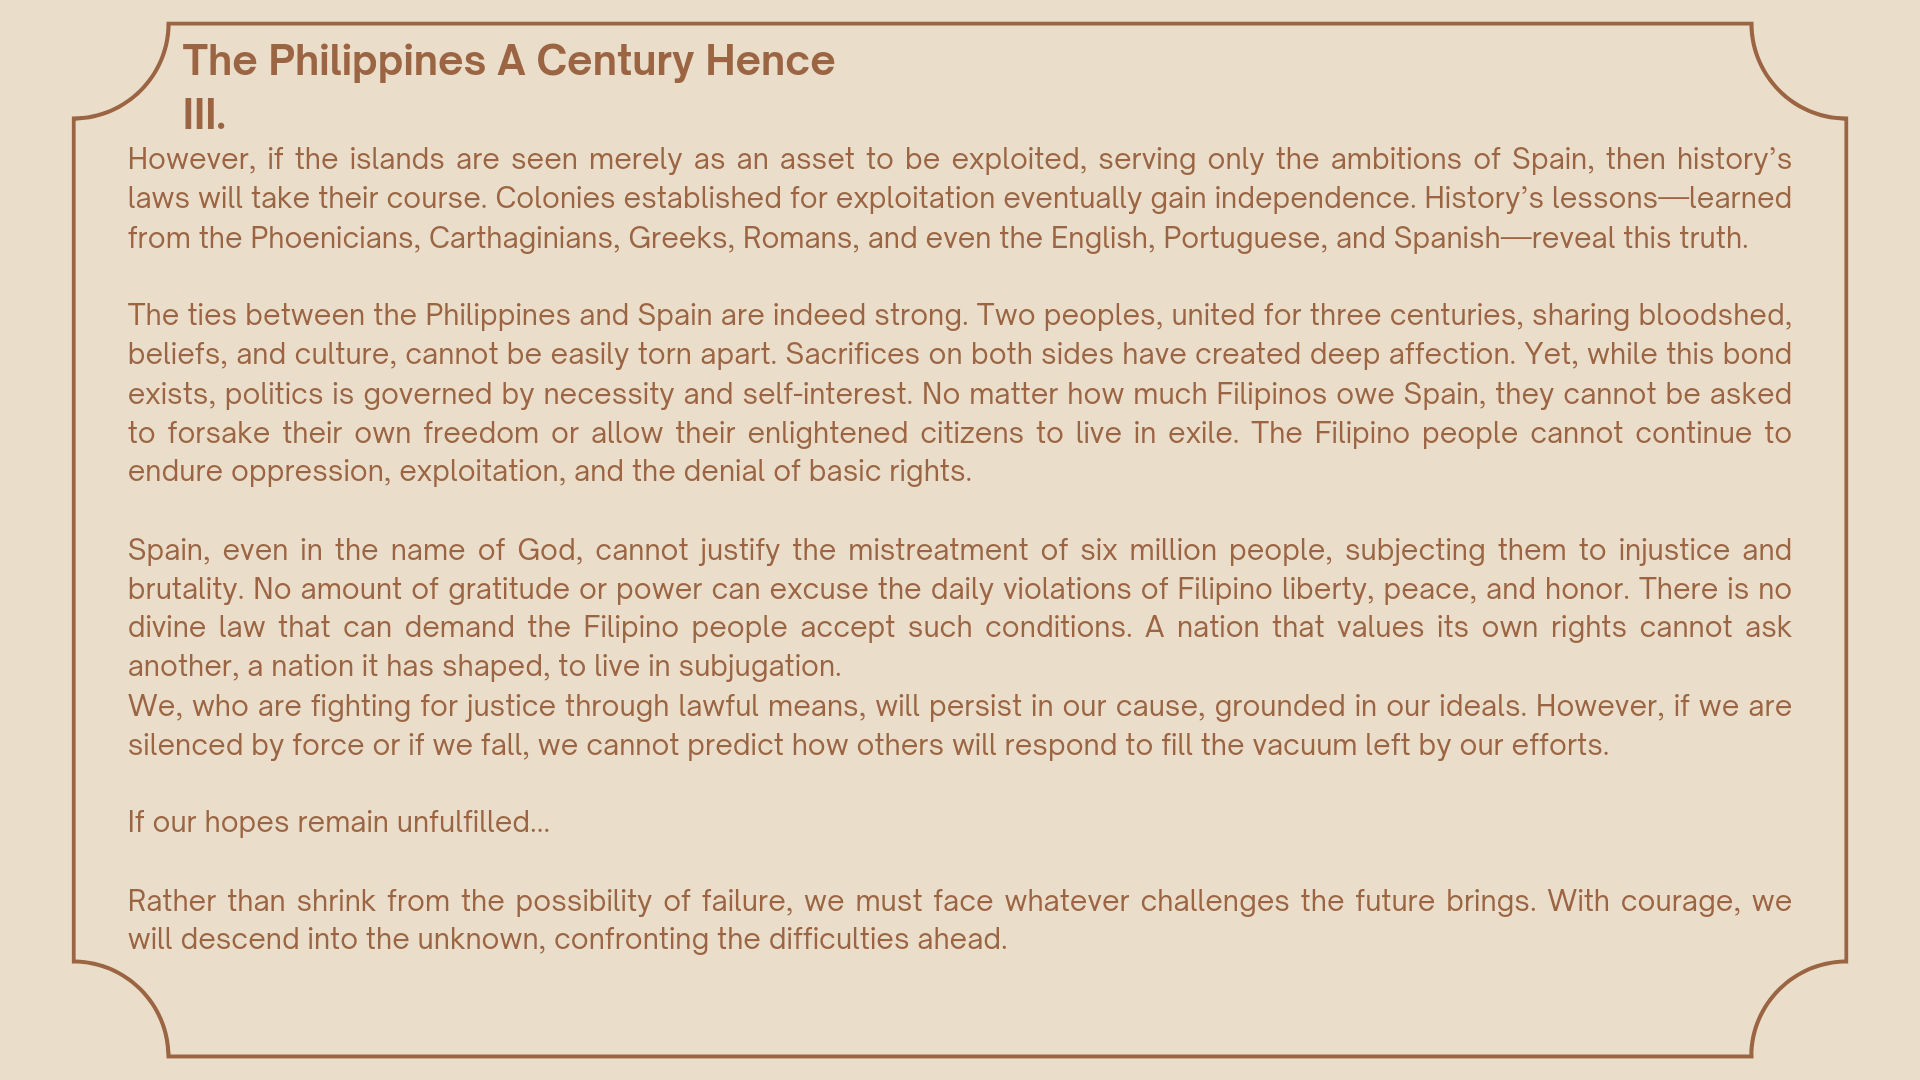 The Philippines A Century Hence
III.
However, if the islands are seen merely as an asset to be exploited, serving only the ambitions of Spain, then history’s
laws will take their course. Colonies established for exploitation eventually gain independence. History’s lessons—learned
from the Phoenicians, Carthaginians, Greeks, Romans, and even the English, Portuguese, and Spanish—reveal this truth.
The ties between the Philippines and Spain are indeed strong. Two peoples, united for three centuries, sharing bloodshed,
beliefs, and culture, cannot be easily torn apart. Sacrifices on both sides have created deep affection. Yet, while this bond
exists, politics is governed by necessity and self-interest. No matter how much Filipinos owe Spain, they cannot be asked
to forsake their own freedom or allow their enlightened citizens to live in exile. The Filipino people cannot continue to
endure oppression, exploitation, and the denial of basic rights.
Spain, even in the name of God, cannot justify the mistreatment of six million people, subjecting them to injustice and
brutality. No amount of gratitude or power can excuse the daily violations of Filipino liberty, peace, and honor. There is no
divine law that can demand the Filipino people accept such conditions. A nation that values its own rights cannot ask
another, a nation it has shaped, to live in subjugation.
We, who are fighting for justice through lawful means, will persist in our cause, grounded in our ideals. However, if we are
silenced by force or if we fall, we cannot predict how others will respond to fill the vacuum left by our efforts.
If our hopes remain unfulfilled...
Rather than shrink from the possibility of failure, we must face whatever challenges the future brings. With courage, we
will descend into the unknown, confronting the difficulties ahead.